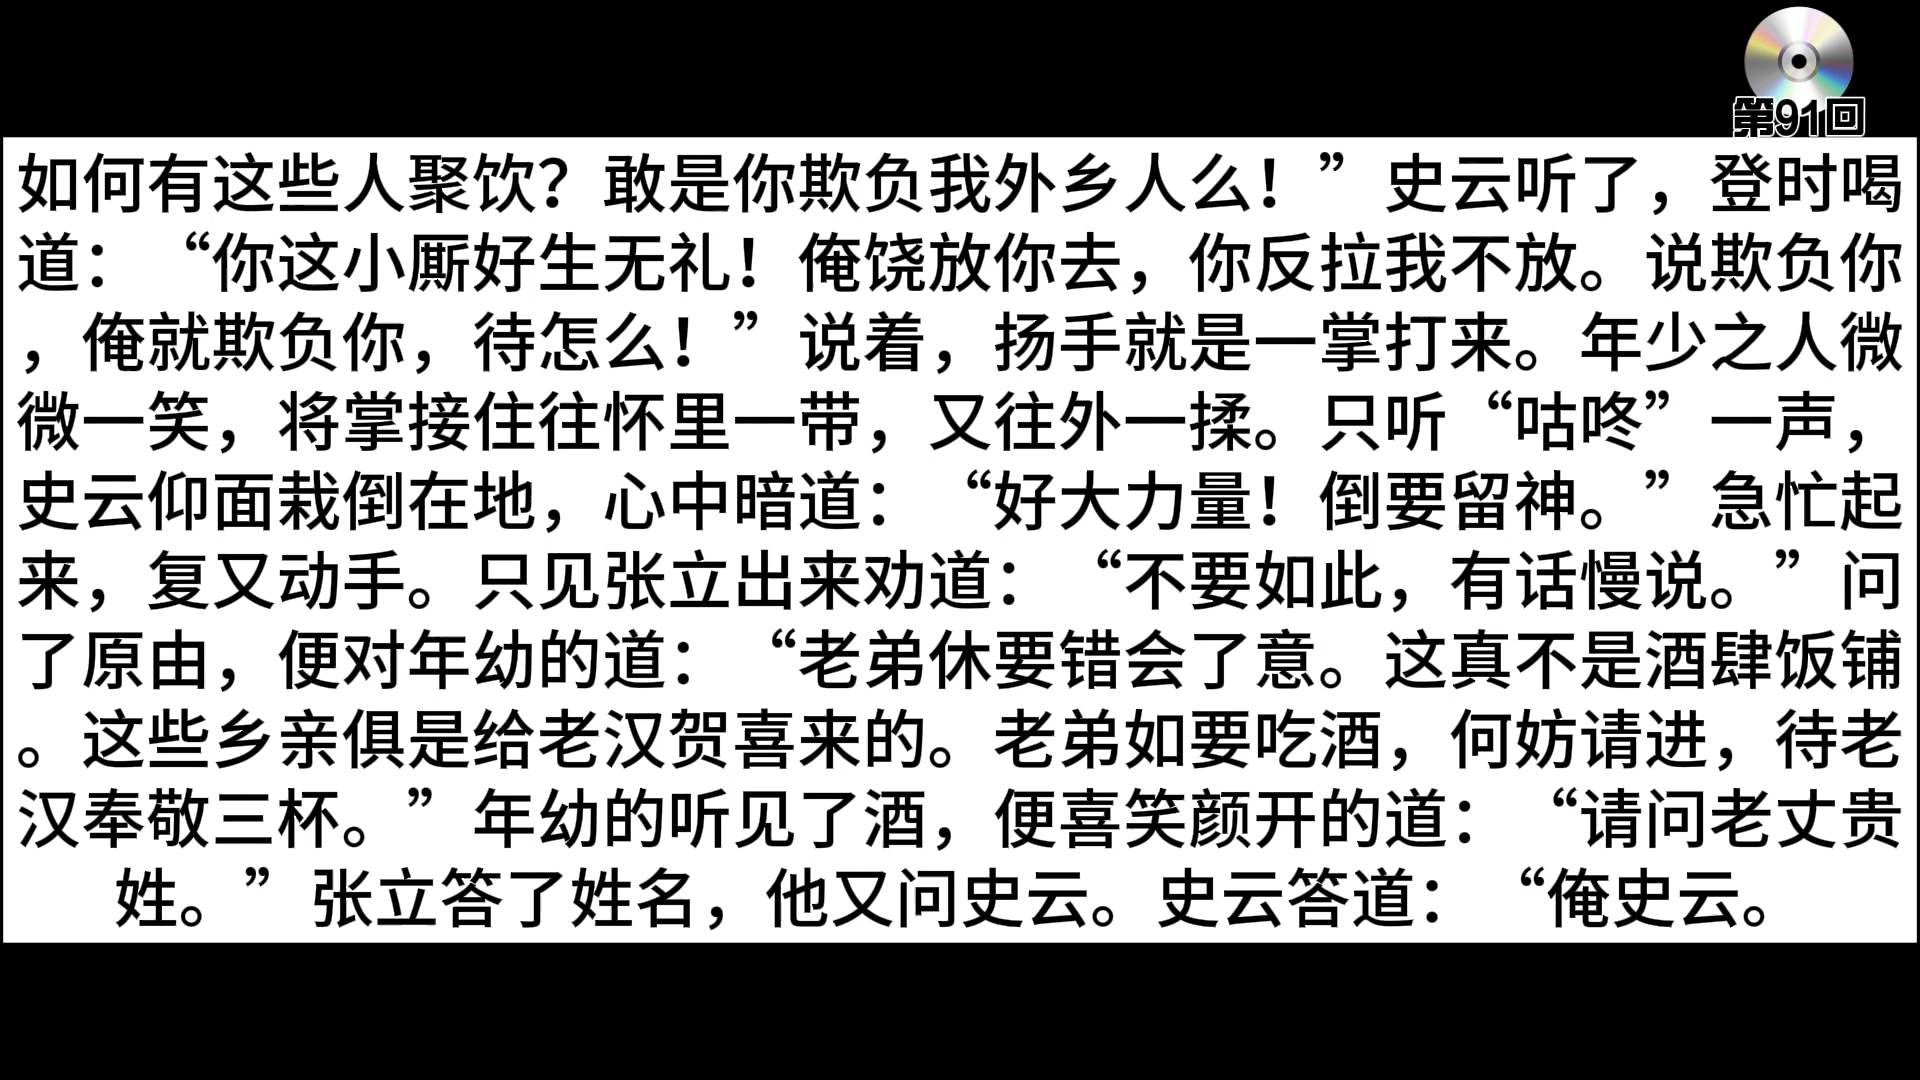 第91回
如何有这些人聚饮？敢是你欺负我外乡人么！”史云听了，登时喝
道：“你这小厮好生无礼！俺饶放你去，你反拉我不放。说欺负你
，俺就欺负你，待怎么！”说着，扬手就是一掌打来。年少之人微
微一笑，将掌接住往怀里一带，又往外一揉。只听“咕咚”一声，
史云仰面栽倒在地，心中暗道：“好大力量！倒要留神。”急忙起
来，复又动手。只见张立出来劝道：“不要如此，有话慢说。”问
了原由，便对年幼的道：“老弟休要错会了意。这真不是酒肆饭铺
。这些乡亲俱是给老汉贺喜来的。老弟如要吃酒，何妨请进，待老
汉奉敬三杯。”年幼的听见了酒，便喜笑颜开的道：“请问老丈贵
姓。”张立答了姓名，他又问史云。史云答道：“俺史云。